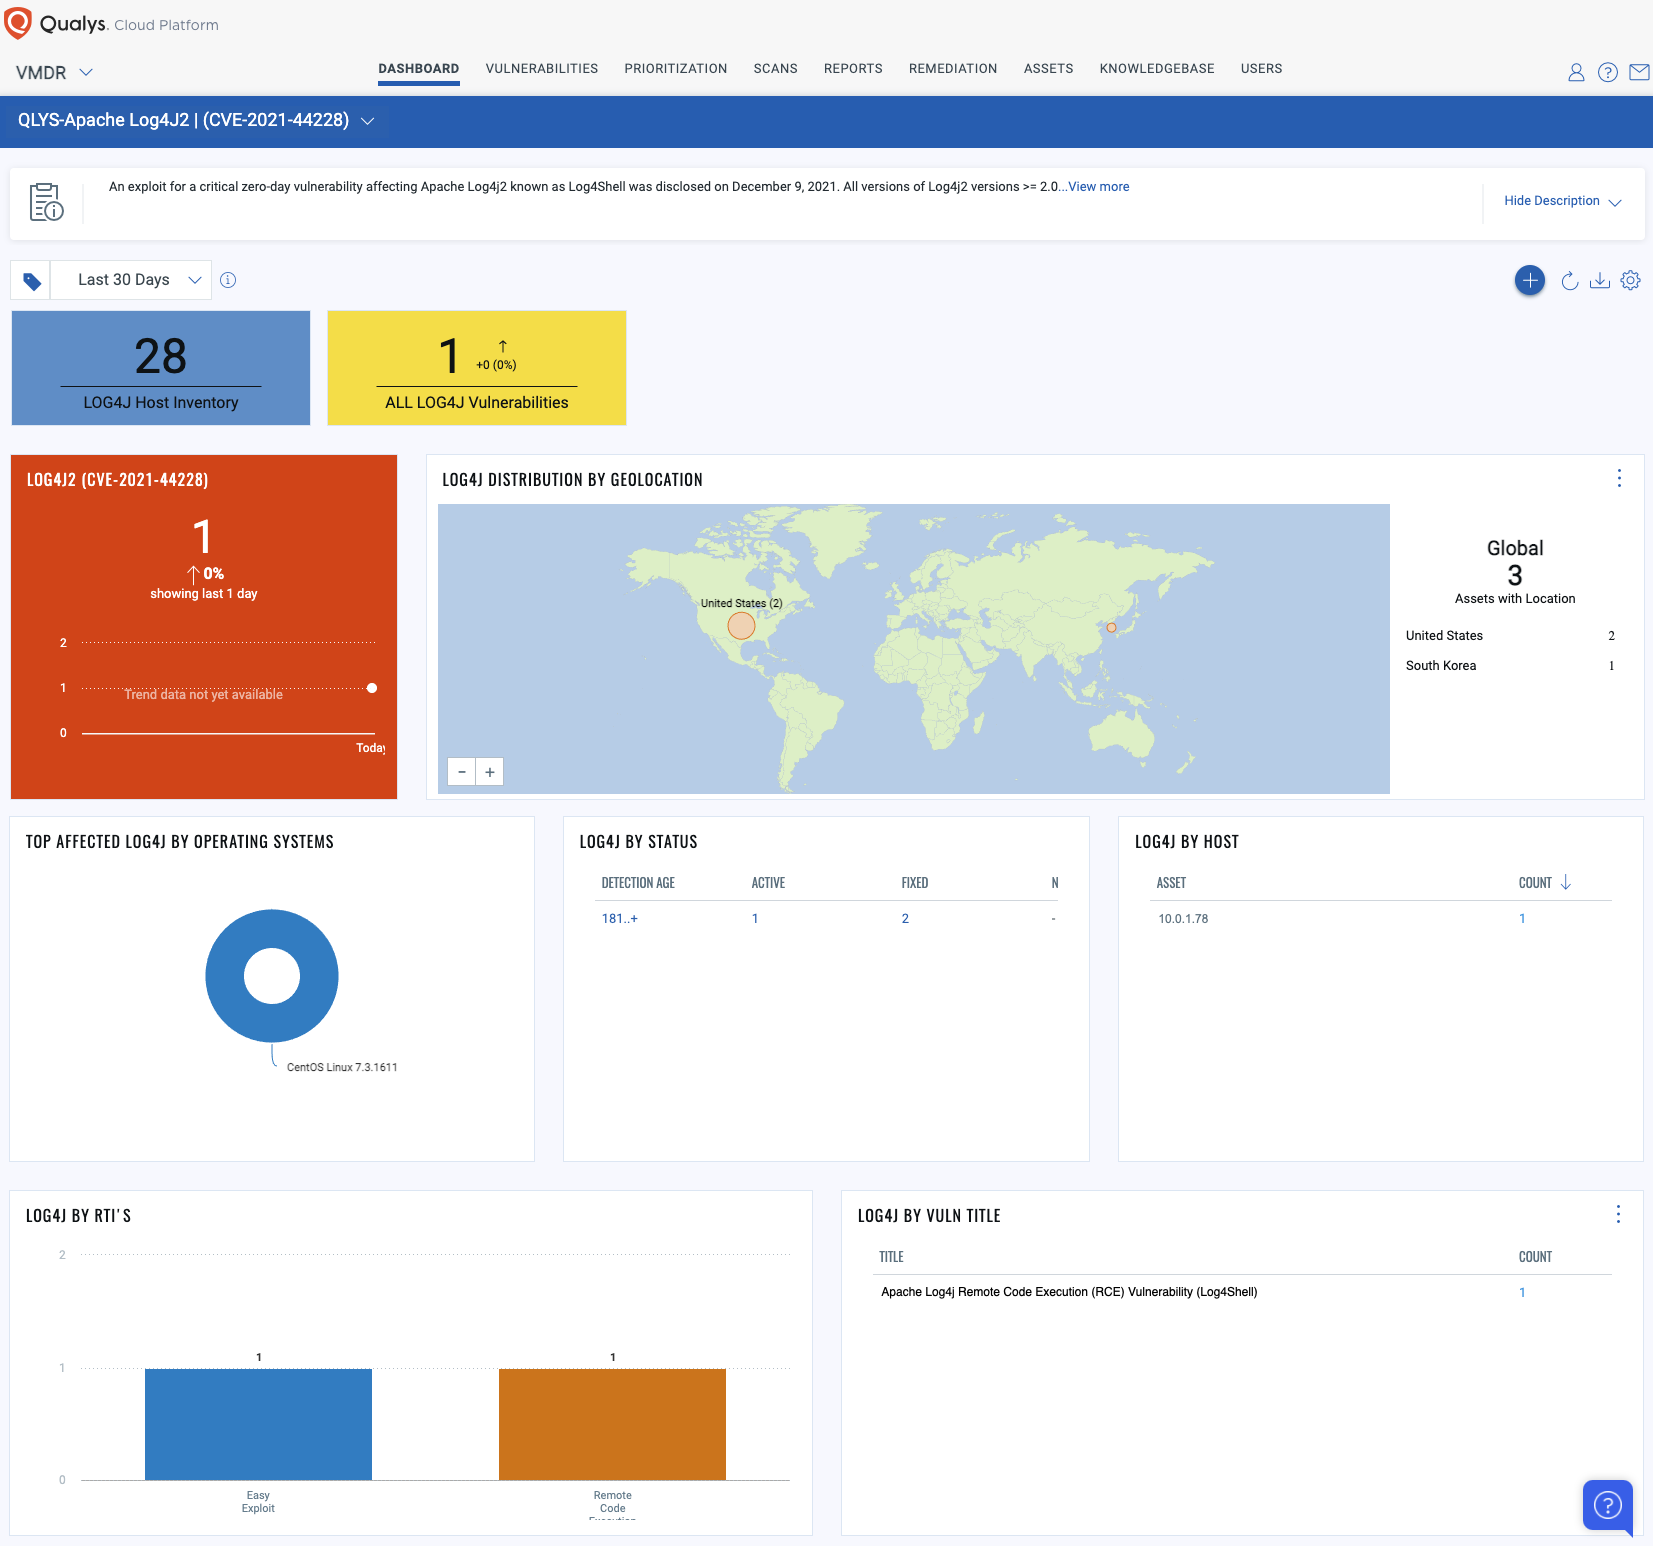 Qualys. Cloud Platform
VMDR
DASHBOARD VULNERABILITIES PRIORITIZATION SCANS REPORTS REMEDIATION ASSETS KNOWLEDGEBASE USERS
QLYS-Apache Log4J2 | (CVE-2021-44228)
An exploit for a critical zero-day vulnerability affecting Apache Log4j2 known as Log4Shell was disclosed on December 9, 2021. All versions of Log4j2 versions >= 2.0...View more
Hide Description
Last 30 Days
28
LOG4J Host Inventory
1
+0 (0%)
ALL LOG4J Vulnerabilities
LOG4J2 (CVE-2021-44228)
1
0%
showing last 1 day
2
1
Trend data not yet available
0
Today
LOG4J DISTRIBUTION BY GEOLOCATION
United States (2)
- +
Global
3
Assets with Location
United States 2
South Korea 1
TOP AFFECTED LOG4J BY OPERATING SYSTEMS
CentOS Linux 7.3.1611
LOG4J BY STATUS
DETECTION AGE ACTIVE FIXED N
181..+ 1 2 -
LOG4J BY HOST
ASSET COUNT
10.0.1.78 1
LOG4J BY RTI'S
2
1
0
1 1
Easy
Exploit
Remote
Code
Execution
LOG4J BY VULN TITLE
TITLE COUNT
Apache Log4j Remote Code Execution (RCE) Vulnerability (Log4Shell) 1